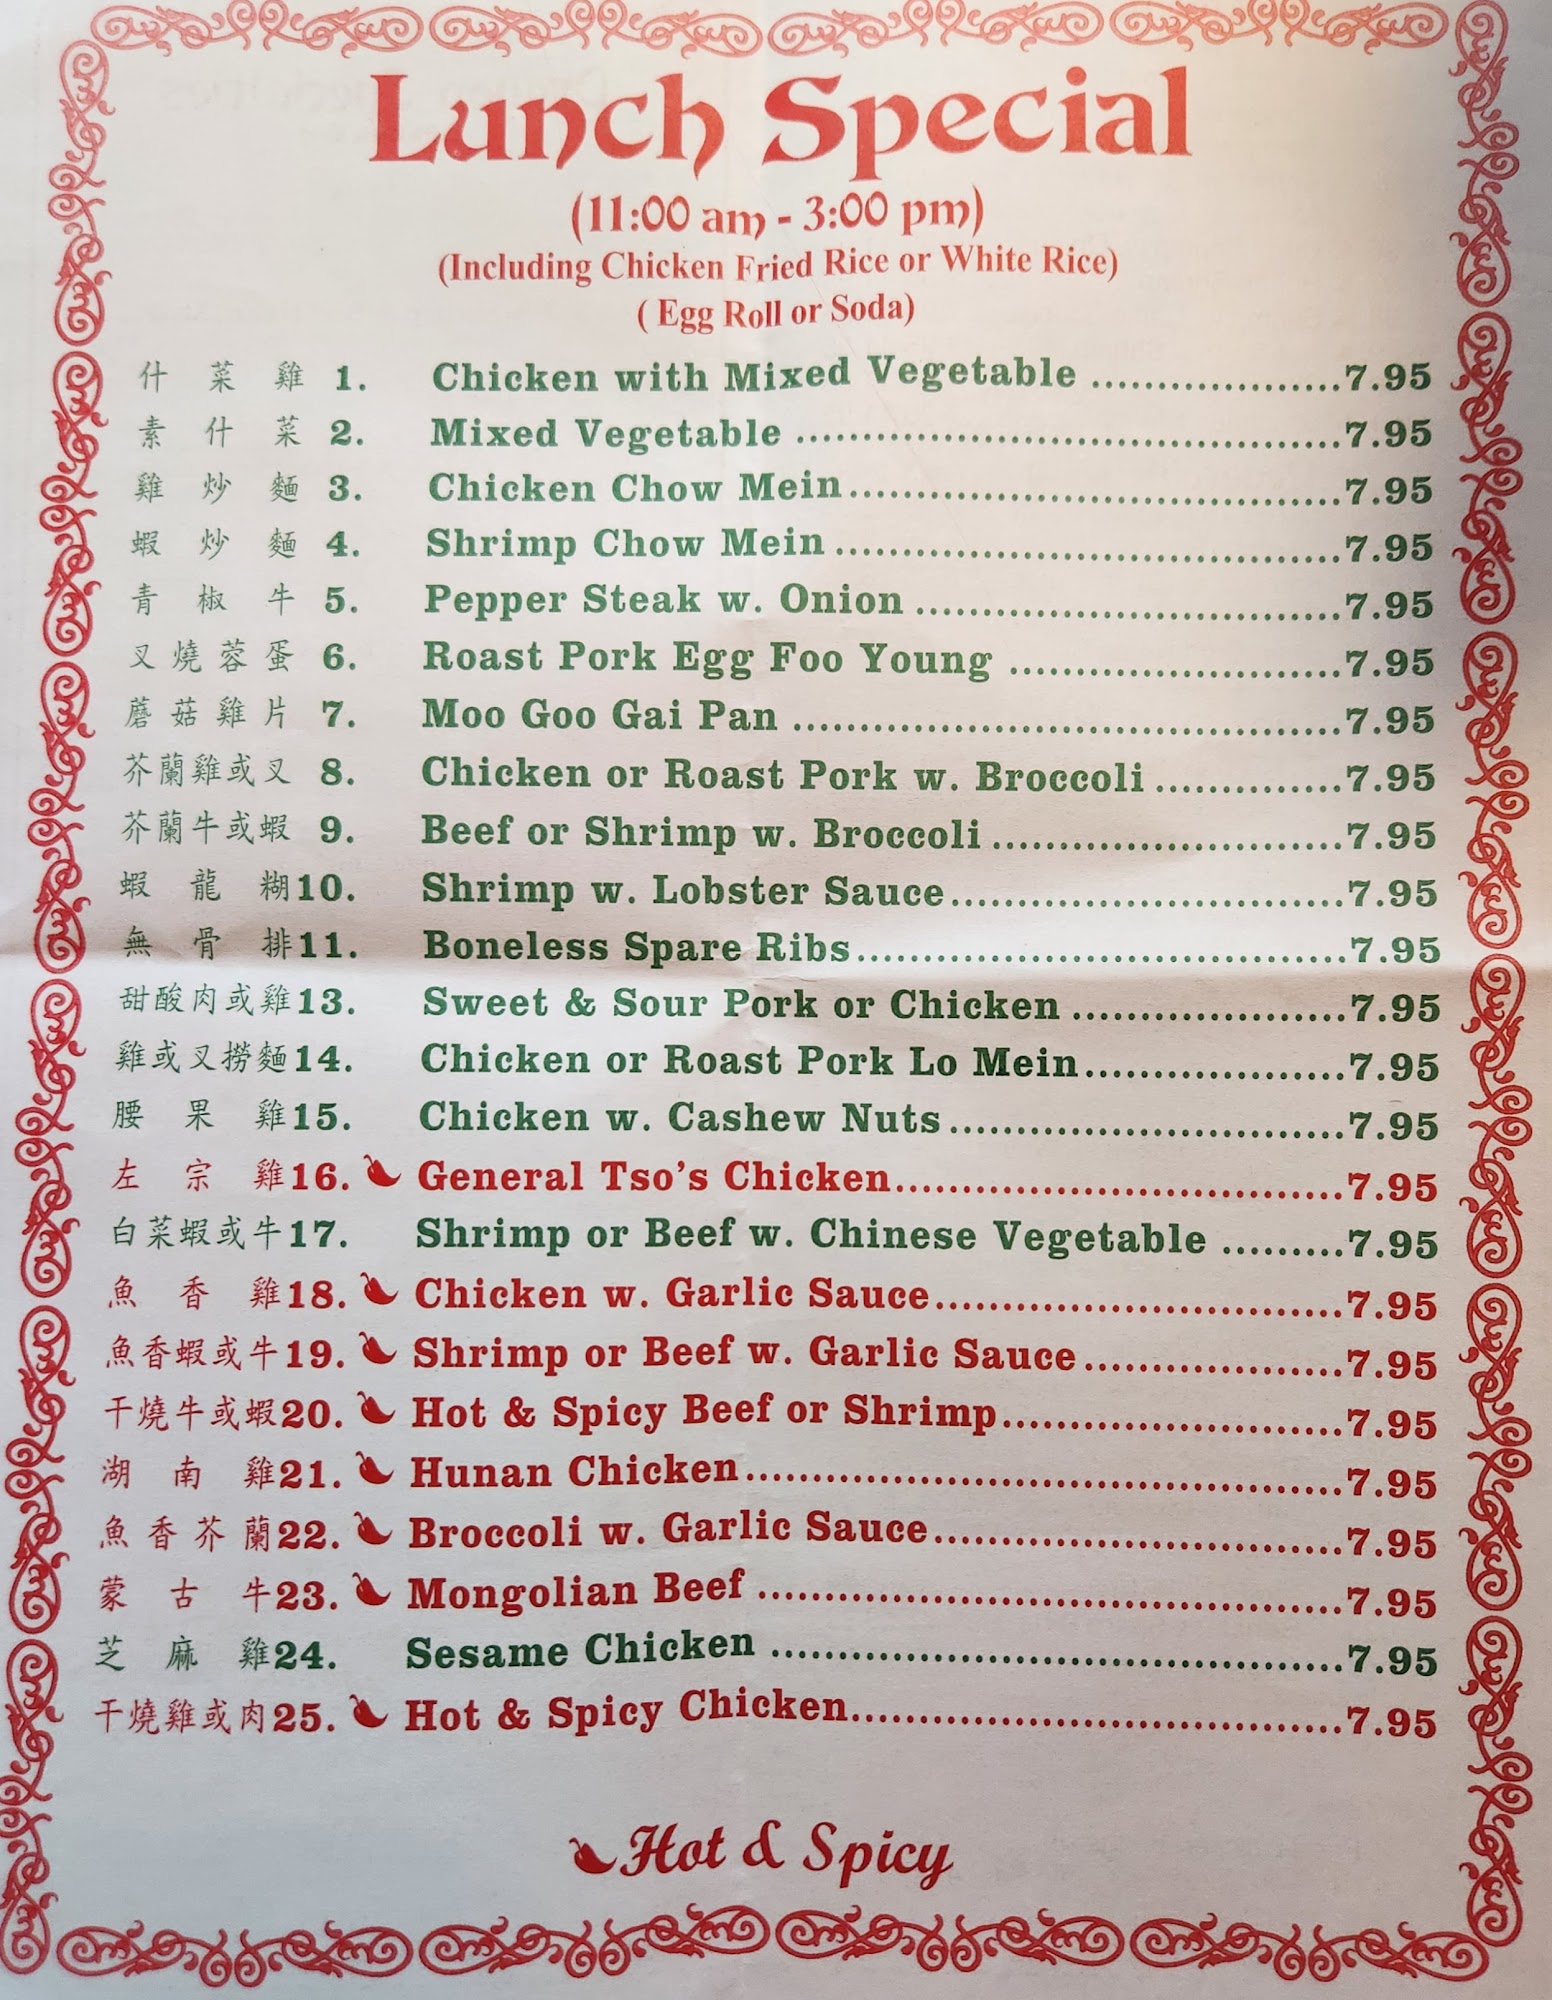 Lunch Special
(11:00 am - 3:00 pm)
(Including Chicken Fried Rice or White Rice)
( Egg Roll or Soda)
什菜雞 1. Chicken with Mixed Vegetable ...................7.95
素什菜 2. Mixed Vegetable .........................................7.95
雞炒麵 3. Chicken Chow Mein.....................................7.95
蝦炒麵 4. Shrimp Chow Mein ......................................7.95
青椒牛 5. Pepper Steak w. Onion ................................7.95
叉燒蓉蛋 6. Roast Pork Egg Foo Young .........................7.95
蘑菇雞片 7. Moo Goo Gai Pan .........................................7.95
芥蘭雞或叉 8. Chicken or Roast Pork w. Broccoli ..............7.95
芥蘭牛或蝦 9. Beef or Shrimp w. Broccoli ..........................7.95
蝦龍糊 10. Shrimp w. Lobster Sauce..............................7.95
無骨排 11. Boneless Spare Ribs.....................................7.95
甜酸肉或雞 13. Sweet & Sour Pork or Chicken .....................7.95
雞或叉撈麵 14. Chicken or Roast Pork Lo Mein....................7.95
腰果雞 15. Chicken w. Cashew Nuts..............................7.95
左宗雞 16. General Tso's Chicken..................................7.95
白菜蝦或牛 17. Shrimp or Beef w. Chinese Vegetable .........7.95
魚香雞 18. Chicken w. Garlic Sauce...............................7.95
魚香蝦或牛 19. Shrimp or Beef w. Garlic Sauce....................7.95
干燒牛或蝦 20. Hot & Spicy Beef or Shrimp..........................7.95
湖南雞 21. Hunan Chicken.............................................7.95
魚香芥蘭 22. Broccoli w. Garlic Sauce...............................7.95
蒙古牛 23. Mongolian Beef ............................................7.95
芝麻雞 24. Sesame Chicken ...........................................7.95
干燒雞或肉 25. Hot & Spicy Chicken.....................................7.95
Hot & Spicy